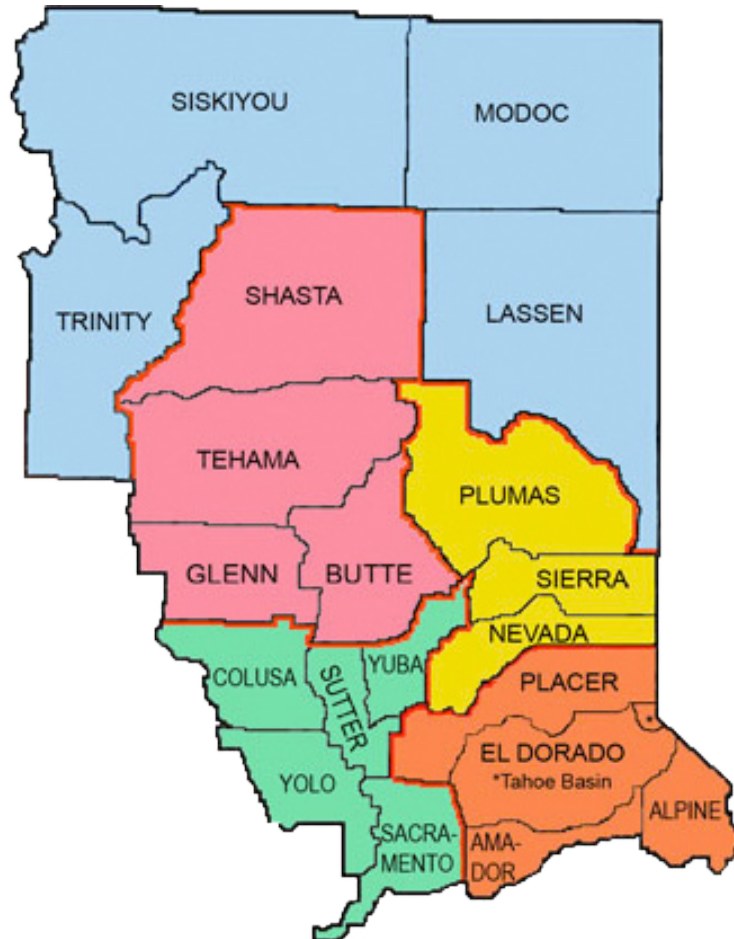 SISKIYOU
MODOC
SHASTA
TRINITY
LASSEN
TEHAMA
PLUMAS
GLENN
BUTTE
SIERRA
NEVADA
YUBA
COLUSA
SUTTER
PLACER
*
EL DORADO
*Tahoe Basin
YOLO
ALPINE
SACRA-
MENTO
AMA-
DOR